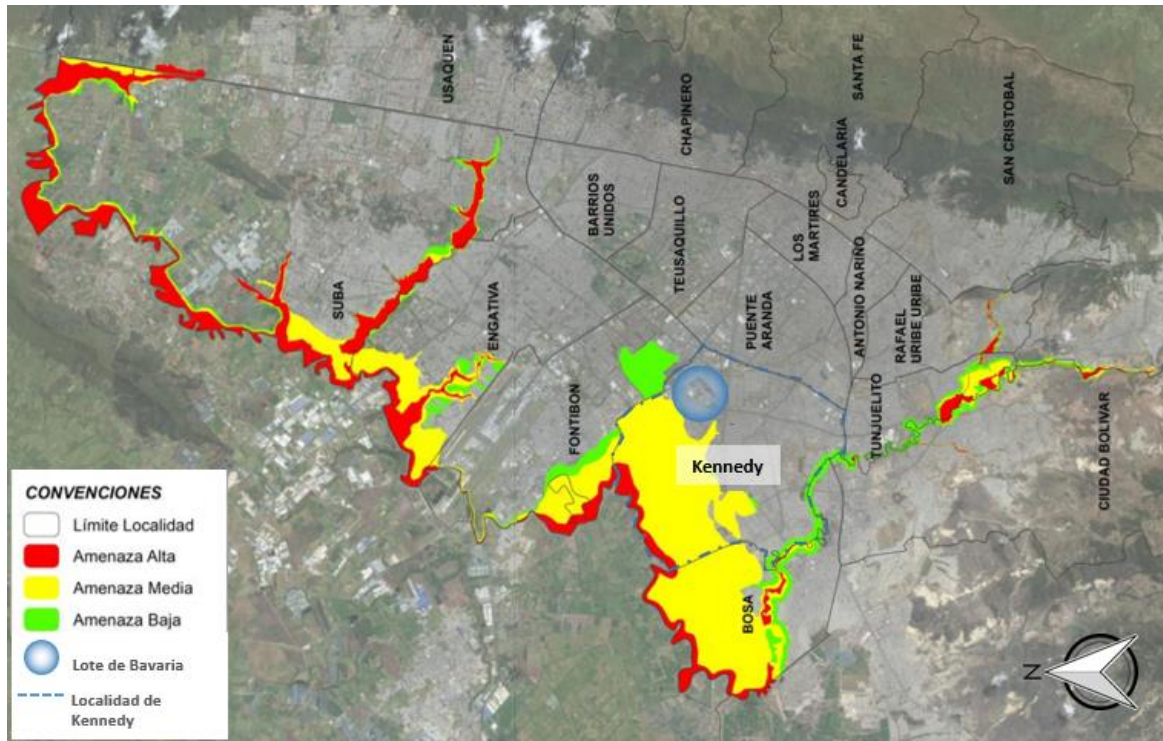 USAQUEN
CHAPINERO
SANTA FE
SAN CRISTOBAL
CANDELARIA
BARRIOS
UNIDOS
TEUSAQUILLO
LOS
MARTIRES
SUBA
ENGATIVA
PUENTE
ARANDA
ANTONIO NARIÑO
RAFAEL
URIBE URIBE
FONTIBON
TUNJUELITO
Kennedy
CIUDAD BOLIVAR
BOSA
CONVENCIONES
Límite Localidad
Amenaza Alta
Amenaza Media
Amenaza Baja
Lote de Bavaria
Localidad de
Kennedy
N